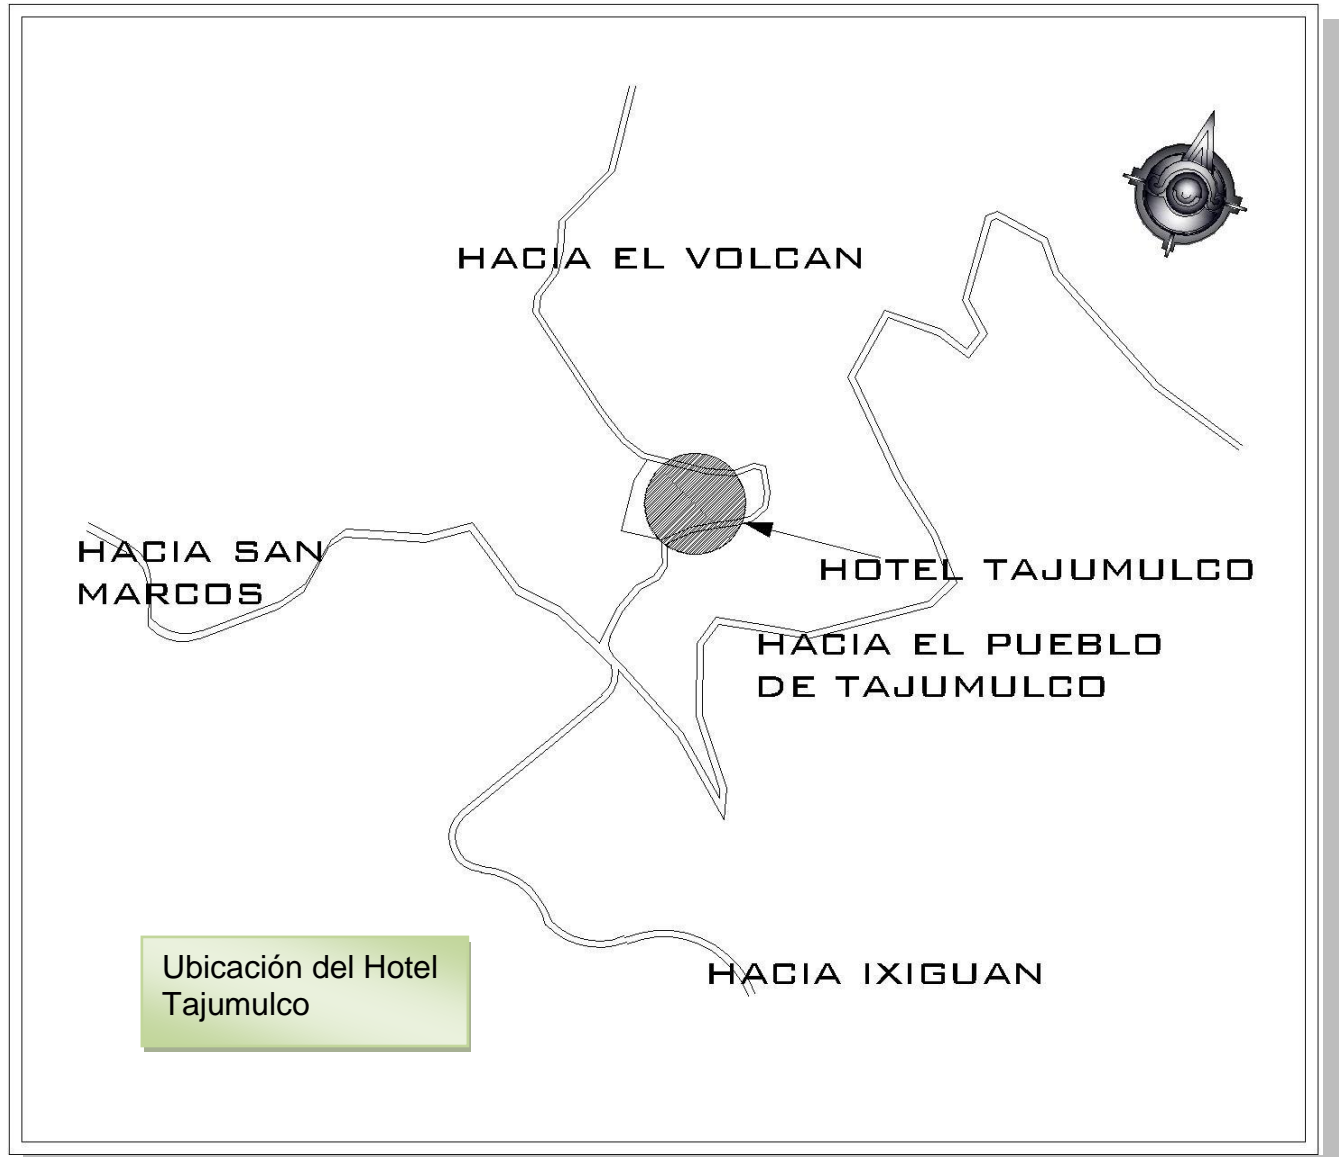 HACIA EL VOLCAN
HACIA SAN
MARCOS
HOTEL TAJUMULCO
HACIA EL PUEBLO
DE TAJUMULCO
HACIA IXIGUAN
Ubicación del Hotel
Tajumulco